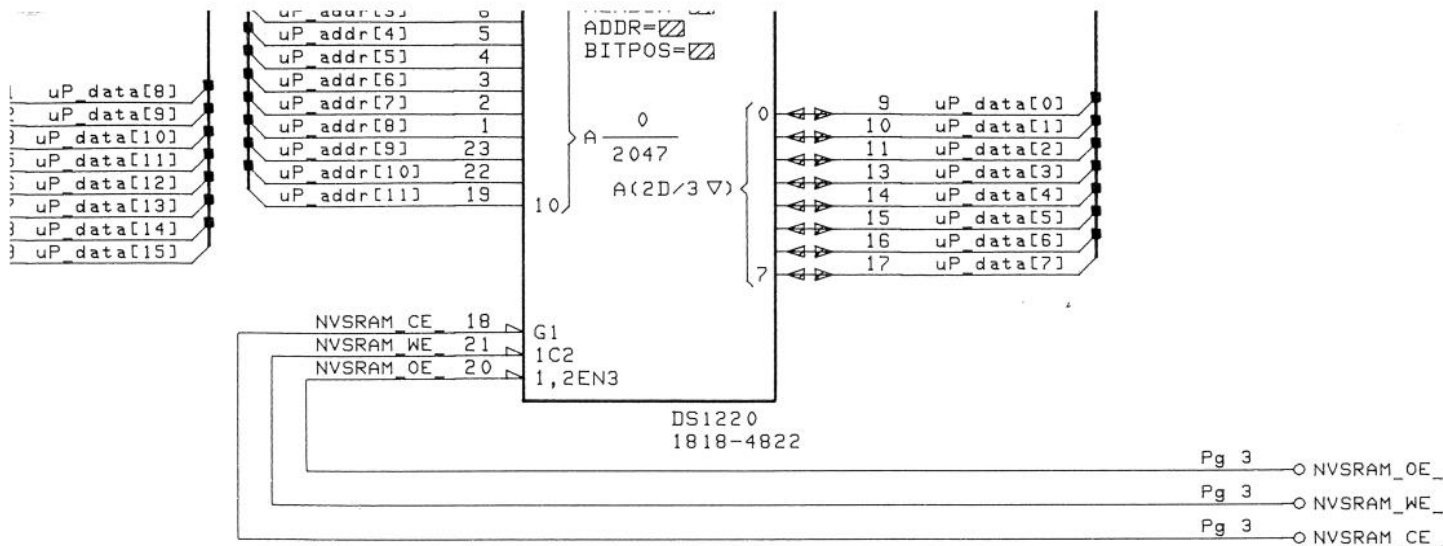 uP_addr[3] 6
uP_addr[4] 5
uP_addr[5] 4
uP_addr[6] 3
uP_addr[7] 2
uP_addr[8] 1
uP_addr[9] 23
uP_addr[10] 22
uP_addr[11] 19
ADDR=
BITPOS=
uP_data[8]
uP_data[9]
uP_data[10]
uP_data[11]
uP_data[12]
uP_data[13]
uP_data[14]
uP_data[15]
A 0
2047
10
A(2D/3 ▽)
0
7
9 uP_data[0]
10 uP_data[1]
11 uP_data[2]
13 uP_data[3]
14 uP_data[4]
15 uP_data[5]
16 uP_data[6]
17 uP_data[7]
NVSRAM_CE_ 18 G1
NVSRAM_WE_ 21 1C2
NVSRAM_OE_ 20 1,2EN3
DS1220
1818-4822
Pg 3 NVSRAM_OE_
Pg 3 NVSRAM_WE_
Pg 3 NVSRAM_CE